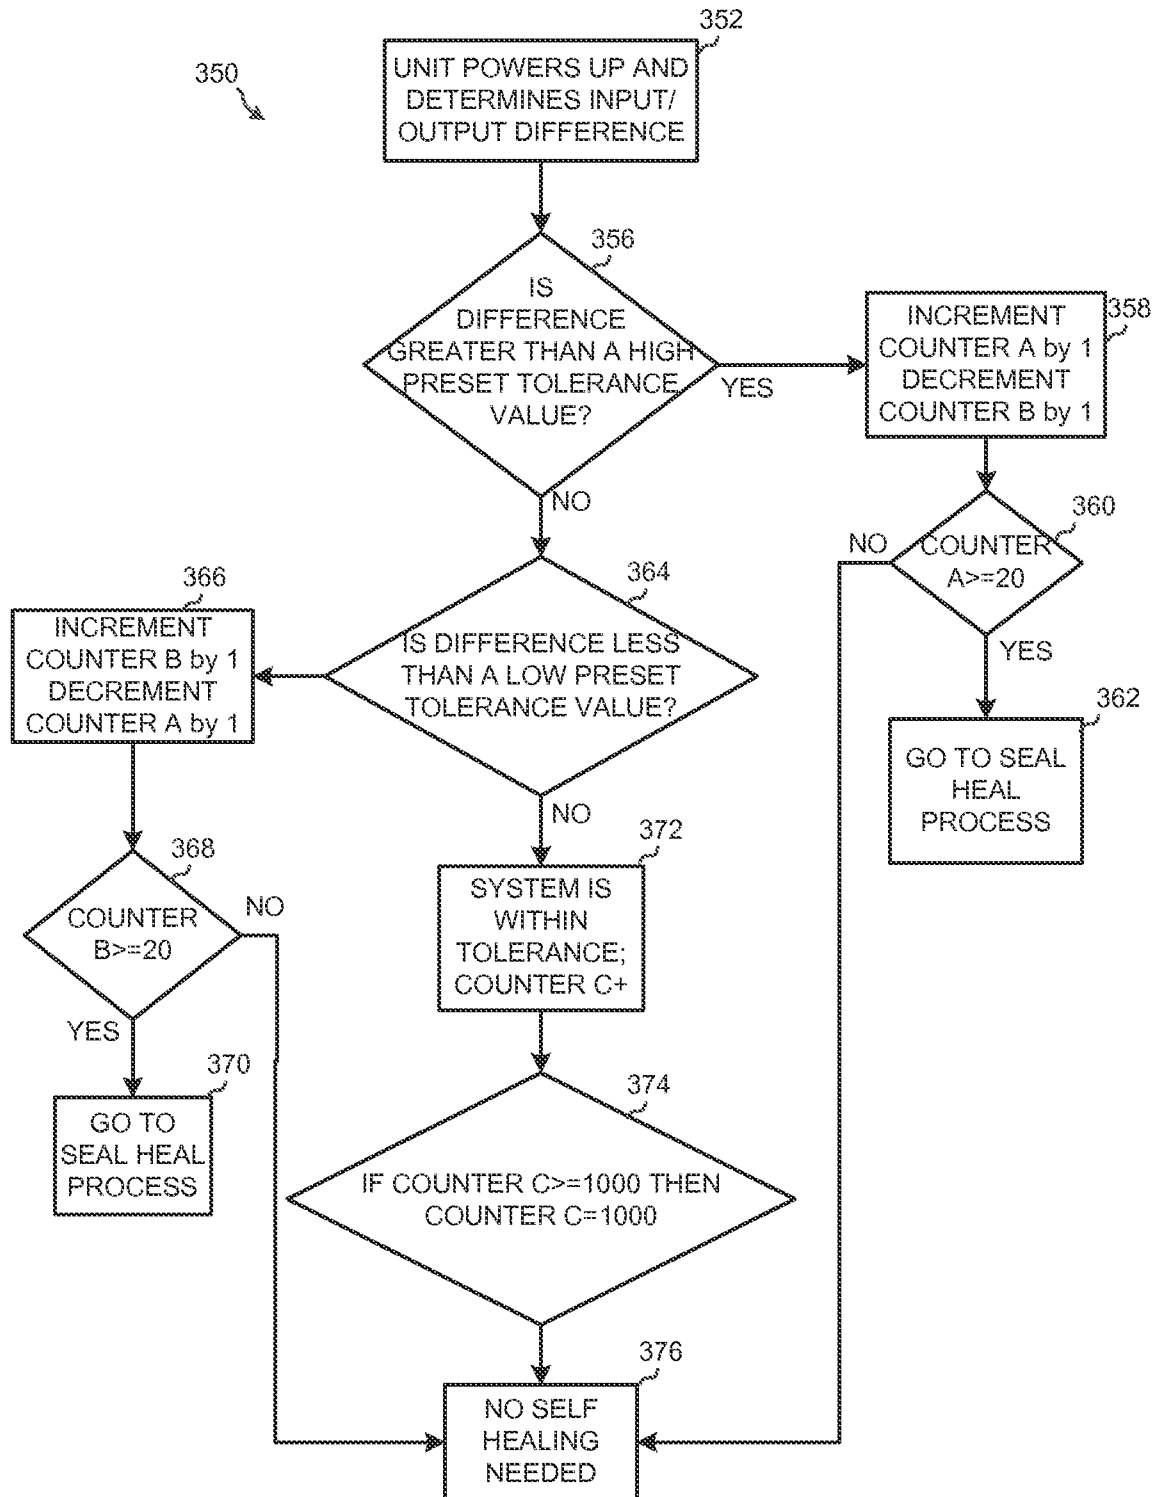 352
350
UNIT POWERS UP AND
DETERMINES INPUT/
OUTPUT DIFFERENCE
356
IS
DIFFERENCE
GREATER THAN A HIGH
PRESET TOLERANCE
VALUE?
YES
NO
358
INCREMENT
COUNTER A by 1
DECREMENT
COUNTER B by 1
360
COUNTER
A>=20
NO
YES
362
GO TO SEAL
HEAL
PROCESS
364
IS DIFFERENCE LESS
THAN A LOW PRESET
TOLERANCE VALUE?
NO
366
INCREMENT
COUNTER B by 1
DECREMENT
COUNTER A by 1
368
COUNTER
B>=20
NO
YES
370
GO TO
SEAL HEAL
PROCESS
372
SYSTEM IS
WITHIN
TOLERANCE;
COUNTER C+
374
IF COUNTER C>=1000 THEN
COUNTER C=1000
376
NO SELF
HEALING
NEEDED